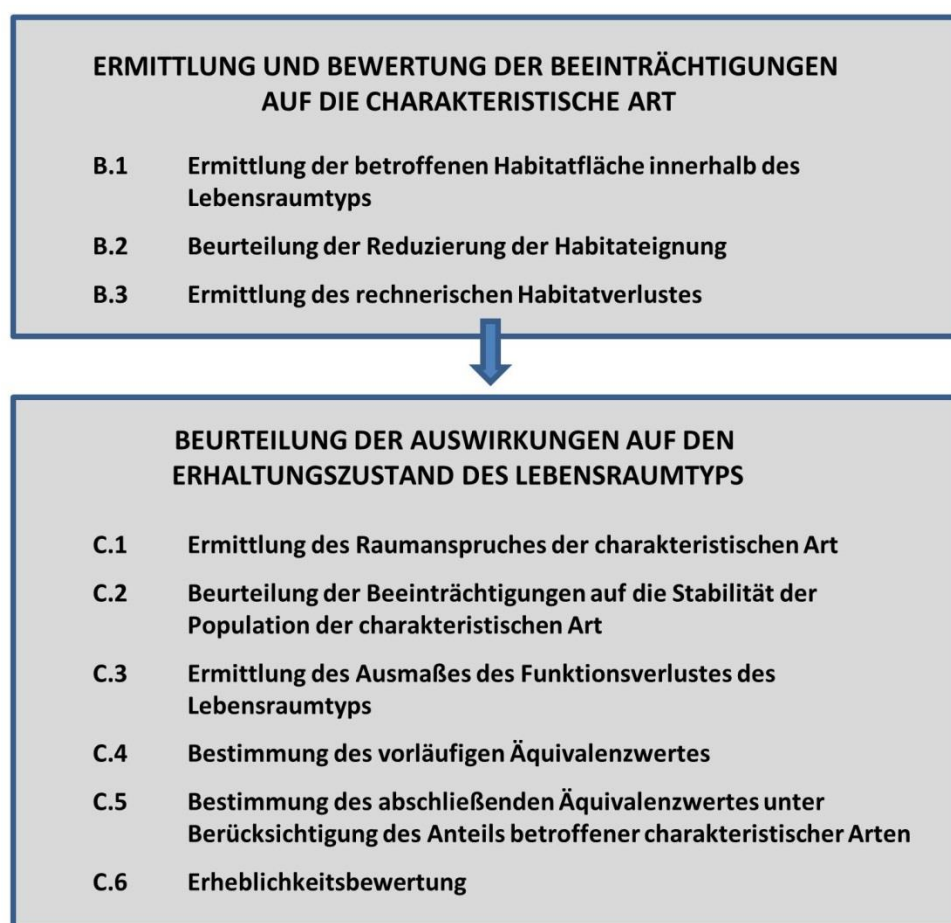 ERMITTLUNG UND BEWERTUNG DER BEEINTRÄCHTIGUNGEN
AUF DIE CHARAKTERISTISCHE ART
B.1 Ermittlung der betroffenen Habitatfläche innerhalb des
Lebensraumtyps
B.2 Beurteilung der Reduzierung der Habitateignung
B.3 Ermittlung des rechnerischen Habitatverlustes
BEURTEILUNG DER AUSWIRKUNGEN AUF DEN
ERHALTUNGSZUSTAND DES LEBENSRAUMTYPS
C.1 Ermittlung des Raumanspruches der charakteristischen Art
C.2 Beurteilung der Beeinträchtigungen auf die Stabilität der
Population der charakteristischen Art
C.3 Ermittlung des Ausmaßes des Funktionsverlustes des
Lebensraumtyps
C.4 Bestimmung des vorläufigen Äquivalenzwertes
C.5 Bestimmung des abschließenden Äquivalenzwertes unter
Berücksichtigung des Anteils betroffener charakteristischer Arten
C.6 Erheblichkeitsbewertung